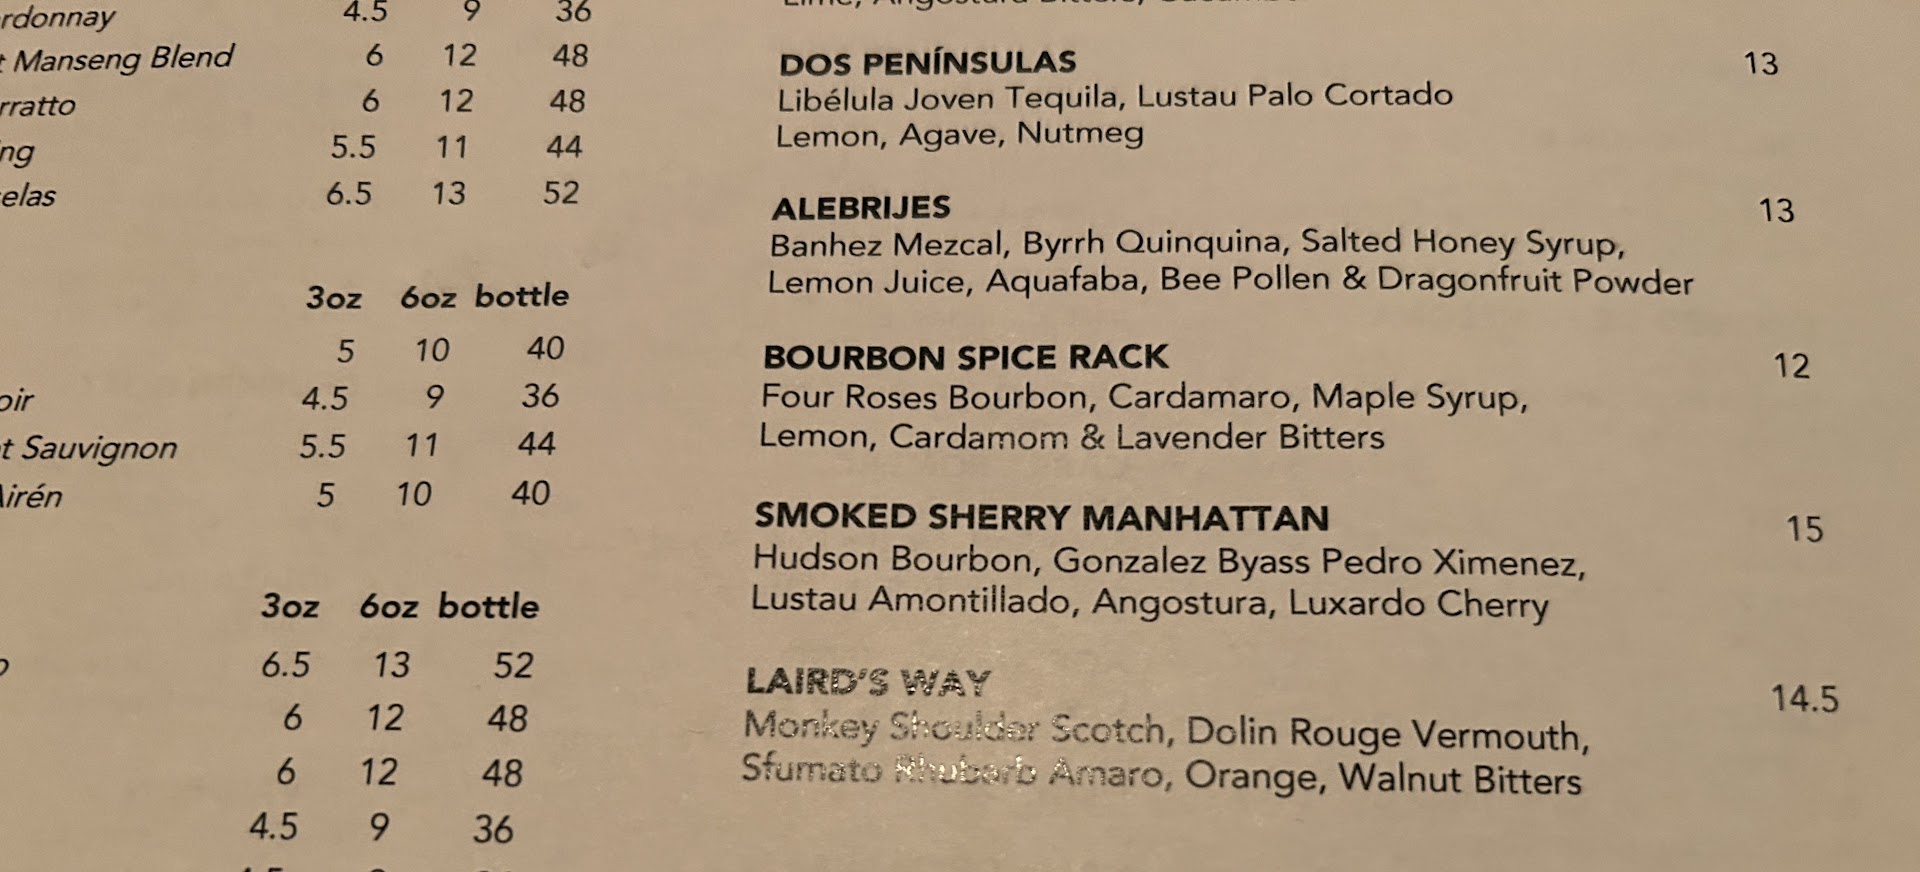 4.5 9 36
Manseng Blend 6 12 48
6 12 48
5.5 11 44
6.5 13 52
3oz 6oz bottle
5 10 40
4.5 9 36
Sauvignon 5.5 11 44
Airén 5 10 40
3oz 6oz bottle
6.5 13 52
6 12 48
6 12 48
4.5 9 36
DOS PENÍNSULAS 13
Libélula Joven Tequila, Lustau Palo Cortado
Lemon, Agave, Nutmeg
ALEBRIJES 13
Banhez Mezcal, Byrrh Quinquina, Salted Honey Syrup,
Lemon Juice, Aquafaba, Bee Pollen & Dragonfruit Powder
BOURBON SPICE RACK 12
Four Roses Bourbon, Cardamaro, Maple Syrup,
Lemon, Cardamom & Lavender Bitters
SMOKED SHERRY MANHATTAN 15
Hudson Bourbon, Gonzalez Byass Pedro Ximenez,
Lustau Amontillado, Angostura, Luxardo Cherry
LAIRD'S WAY 14.5
Monkey Shoulder Scotch, Dolin Rouge Vermouth,
Sfumato Rhubarb Amaro, Orange, Walnut Bitters